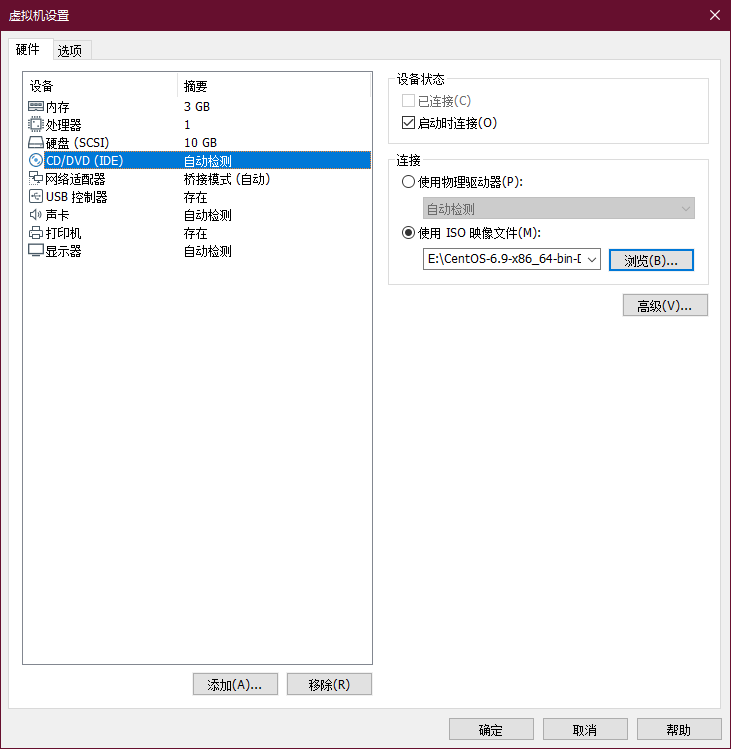 虚拟机设置
硬件 选项
设备 摘要
内存 3 GB
处理器 1
硬盘 (SCSI) 10 GB
CD/DVD (IDE) 自动检测
网络适配器 桥接模式 (自动)
USB 控制器 存在
声卡 自动检测
打印机 存在
显示器 自动检测
添加(A)... 移除(R)
设备状态
已连接(C)
启动时连接(O)
连接
使用物理驱动器(P):
自动检测
使用 ISO 映像文件(M):
E:\CentOS-6.9-x86_64-bin-D 浏览(B)...
高级(V)...
确定 取消 帮助